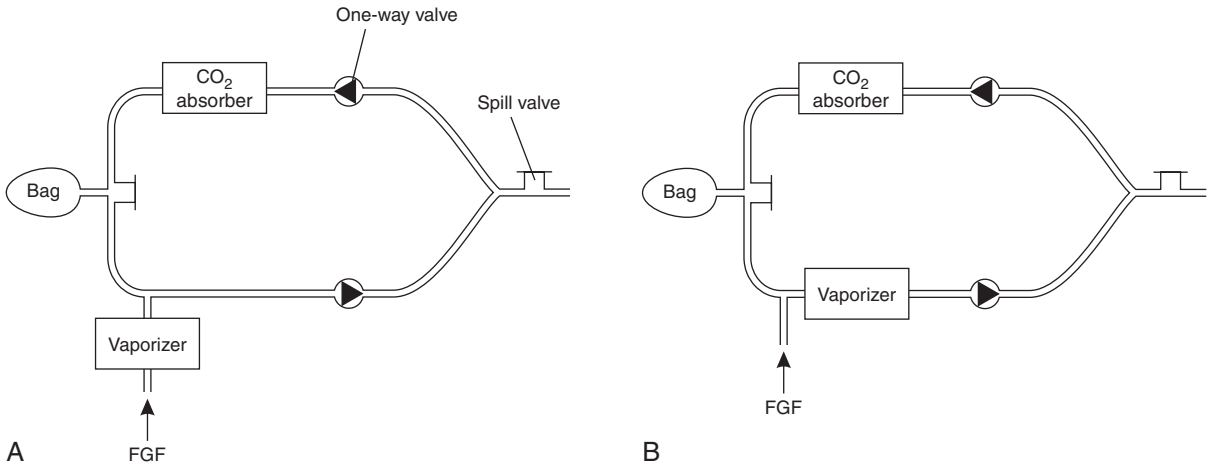 One-way valve
CO2
absorber
Spill valve
Bag
Vaporizer
FGF
A
CO2
absorber
Bag
Vaporizer
FGF
B